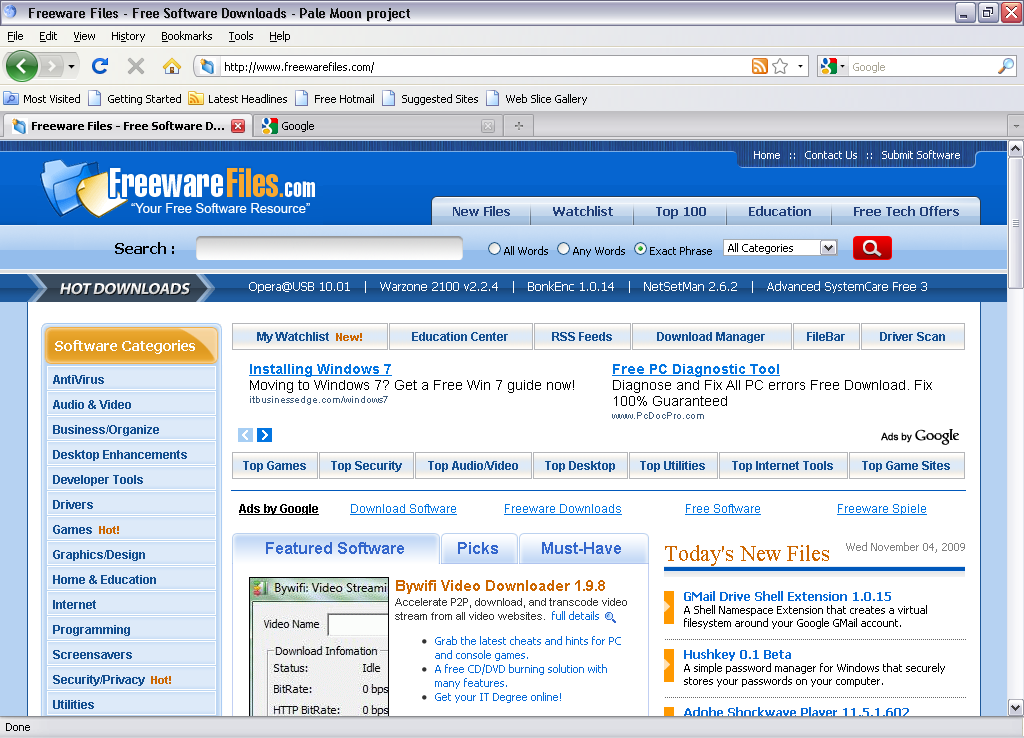 Freeware Files - Free Software Downloads - Pale Moon project
File Edit View History Bookmarks Tools Help
http://www.freewarefiles.com/
Google
Most Visited Getting Started Latest Headlines Free Hotmail Suggested Sites Web Slice Gallery
Freeware Files - Free Software D... Google
Home :: Contact Us :: Submit Software
FreewareFiles.com
"Your Free Software Resource"
New Files Watchlist Top 100 Education Free Tech Offers
Search : All Words Any Words Exact Phrase All Categories
HOT DOWNLOADS Opera@USB 10.01 | Warzone 2100 v2.2.4 | BonkEnc 1.0.14 | NetSetMan 2.6.2 | Advanced SystemCare Free 3
Software Categories
AntiVirus
Audio & Video
Business/Organize
Desktop Enhancements
Developer Tools
Drivers
Games Hot!
Graphics/Design
Home & Education
Internet
Programming
Screensavers
Security/Privacy Hot!
Utilities
My Watchlist New! Education Center RSS Feeds Download Manager FileBar Driver Scan
Installing Windows 7
Moving to Windows 7? Get a Free Win 7 guide now!
itbusinessedge.com/windows7
Free PC Diagnostic Tool
Diagnose and Fix All PC errors Free Download. Fix
100% Guaranteed
www.PcDocPro.com
Ads by Google
Top Games Top Security Top Audio/Video Top Desktop Top Utilities Top Internet Tools Top Game Sites
Ads by Google Download Software Freeware Downloads Free Software Freeware Spiele
Featured Software Picks Must-Have
Bywifi: Video Streami
Video Name
Download Infomation
Status: Idle
BitRate: 0 bps
HTTP BitRate: 0 bps
Bywifi Video Downloader 1.9.8
Accelerate P2P, download, and transcode video
stream from all video websites. full details
Grab the latest cheats and hints for PC
and console games.
A free CD/DVD burning solution with
many features.
Get your IT Degree online!
Today's New Files Wed November 04, 2009
GMail Drive Shell Extension 1.0.15
A Shell Namespace Extension that creates a virtual
filesystem around your Google GMail account.
Hushkey 0.1 Beta
A simple password manager for Windows that securely
stores your passwords on your computer.
Adobe Shockwave Player 11.5.1.602
Done